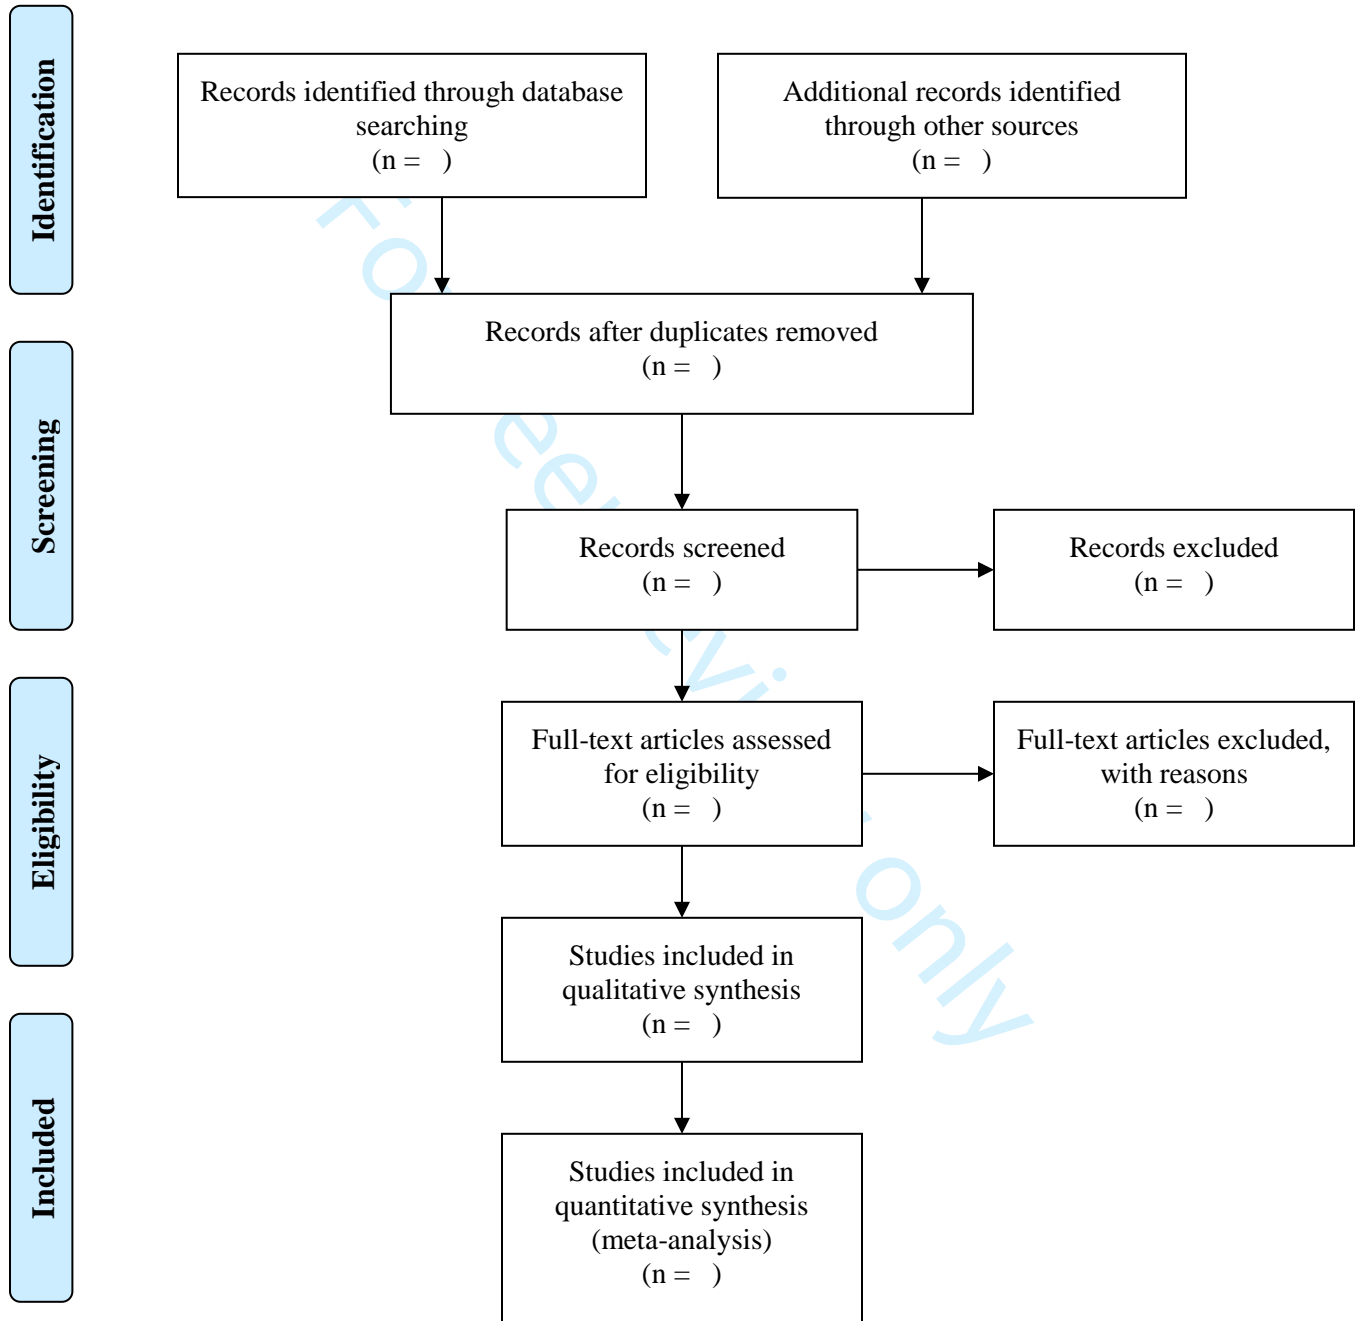 Identification
Records identified through database
searching
(n =   )
Additional records identified
through other sources
(n =   )
Records after duplicates removed
(n =   )
Screening
Records screened
(n =   )
Records excluded
(n =   )
Eligibility
Full-text articles assessed
for eligibility
(n =   )
Full-text articles excluded,
with reasons
(n =   )
Studies included in
qualitative synthesis
(n =   )
Included
Studies included in
quantitative synthesis
(meta-analysis)
(n =   )
only